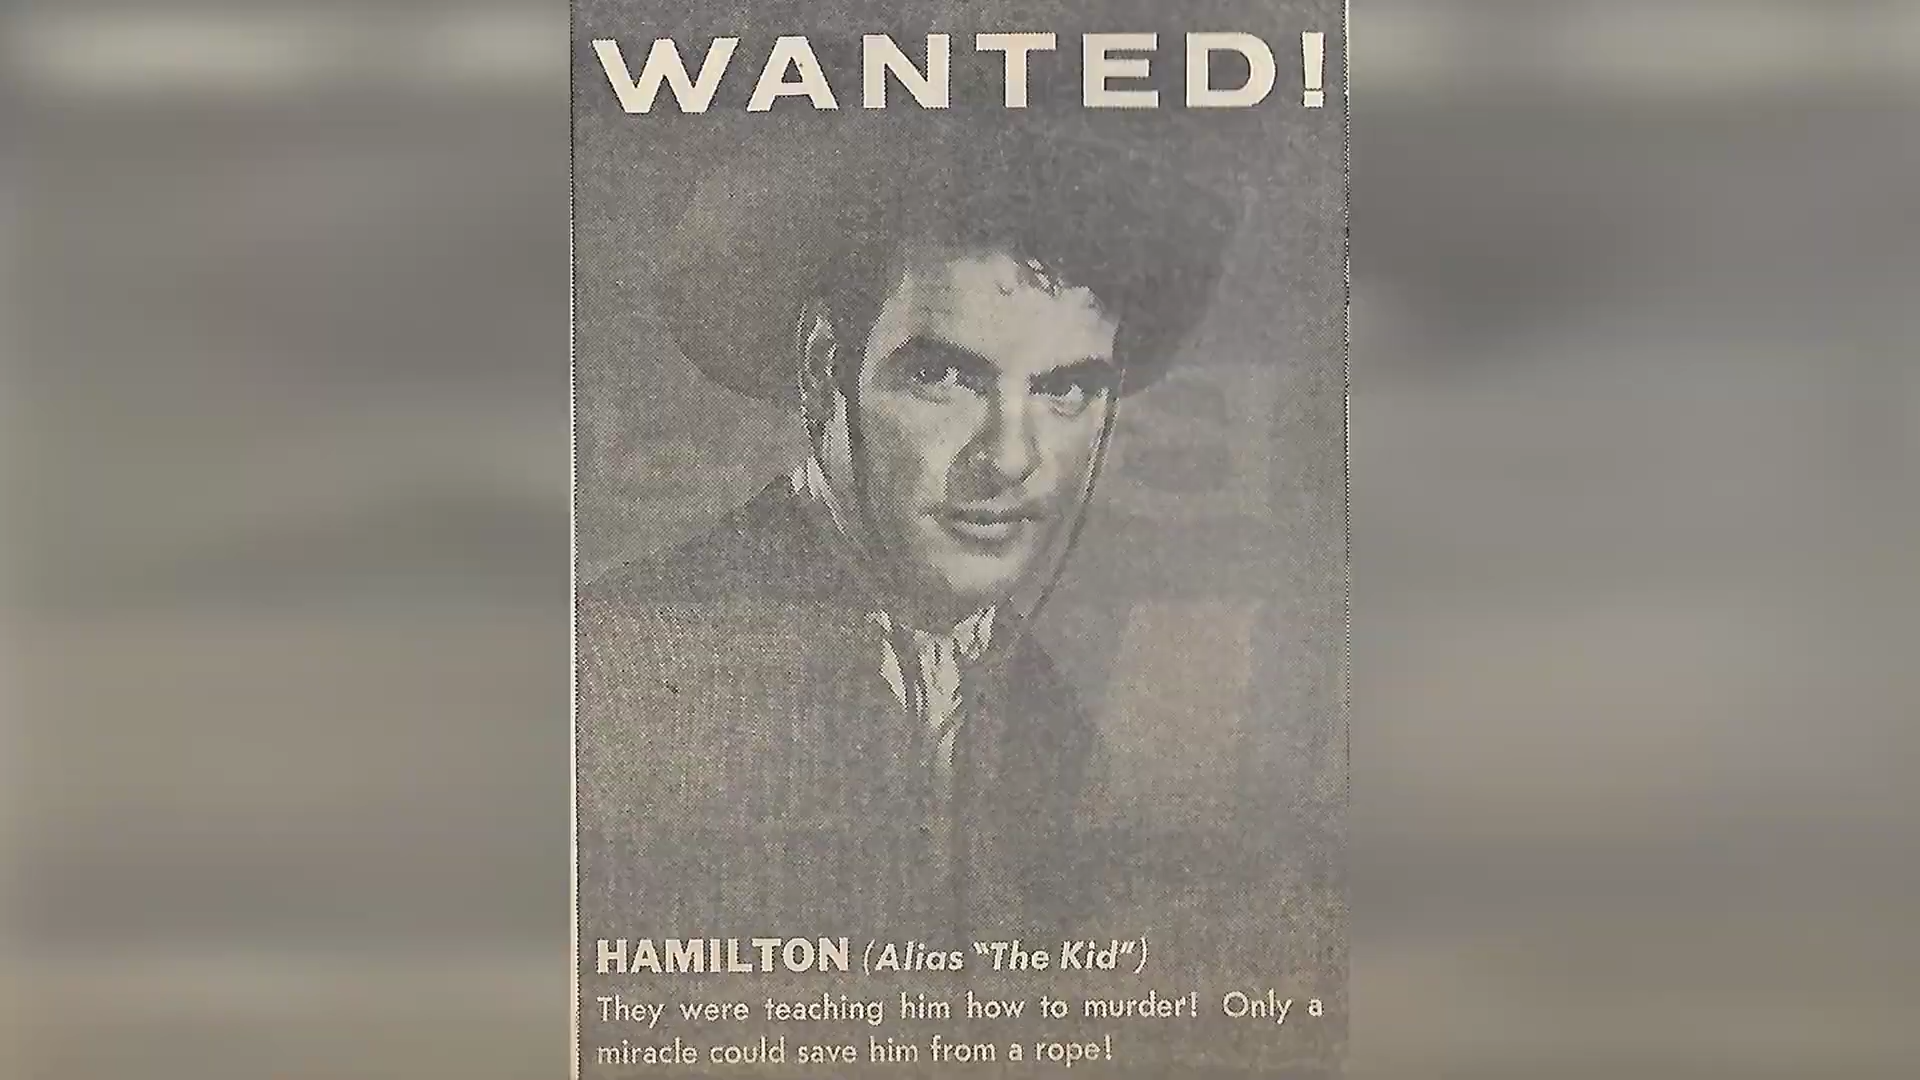 WANTED!
HAMILTON (Alias "The Kid")
They were teaching him how to murder! Only a
miracle could save him from a rope!